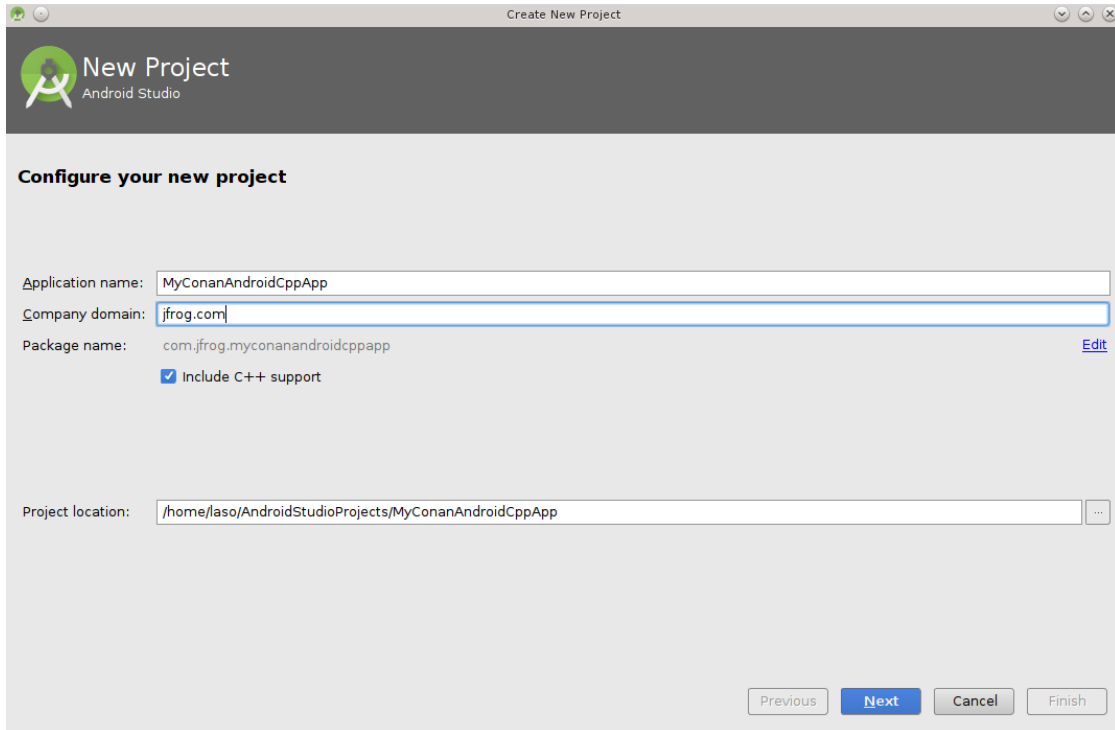 Create New Project
New Project
Android Studio
Configure your new project
Application name: MyConanAndroidCppApp
Company domain: jfrog.com
Package name: com.jfrog.myconanandroidcppapp Edit
Include C++ support
Project location: /home/laso/AndroidStudioProjects/MyConanAndroidCppApp ...
Previous Next Cancel Finish